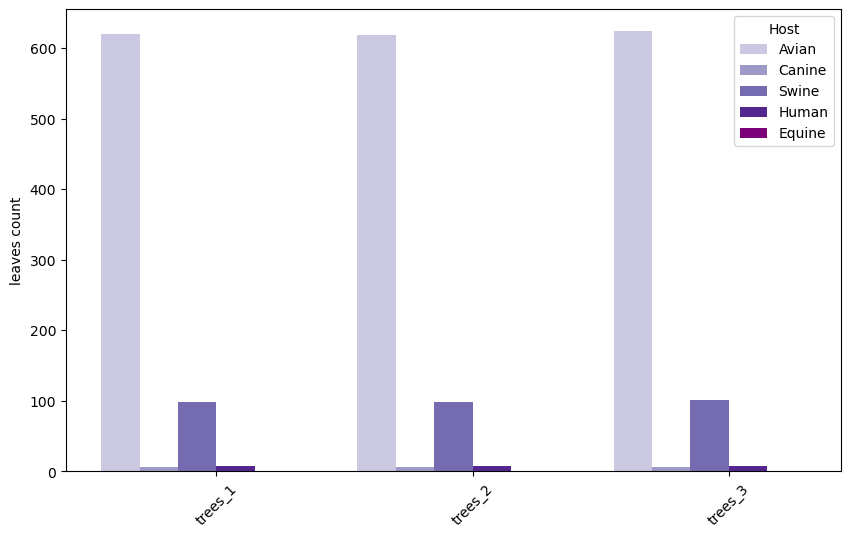 Host
Avian
Canine
Swine
Human
Equine
leaves count
600
500
400
300
200
100
0
trees_1
trees_2
trees_3